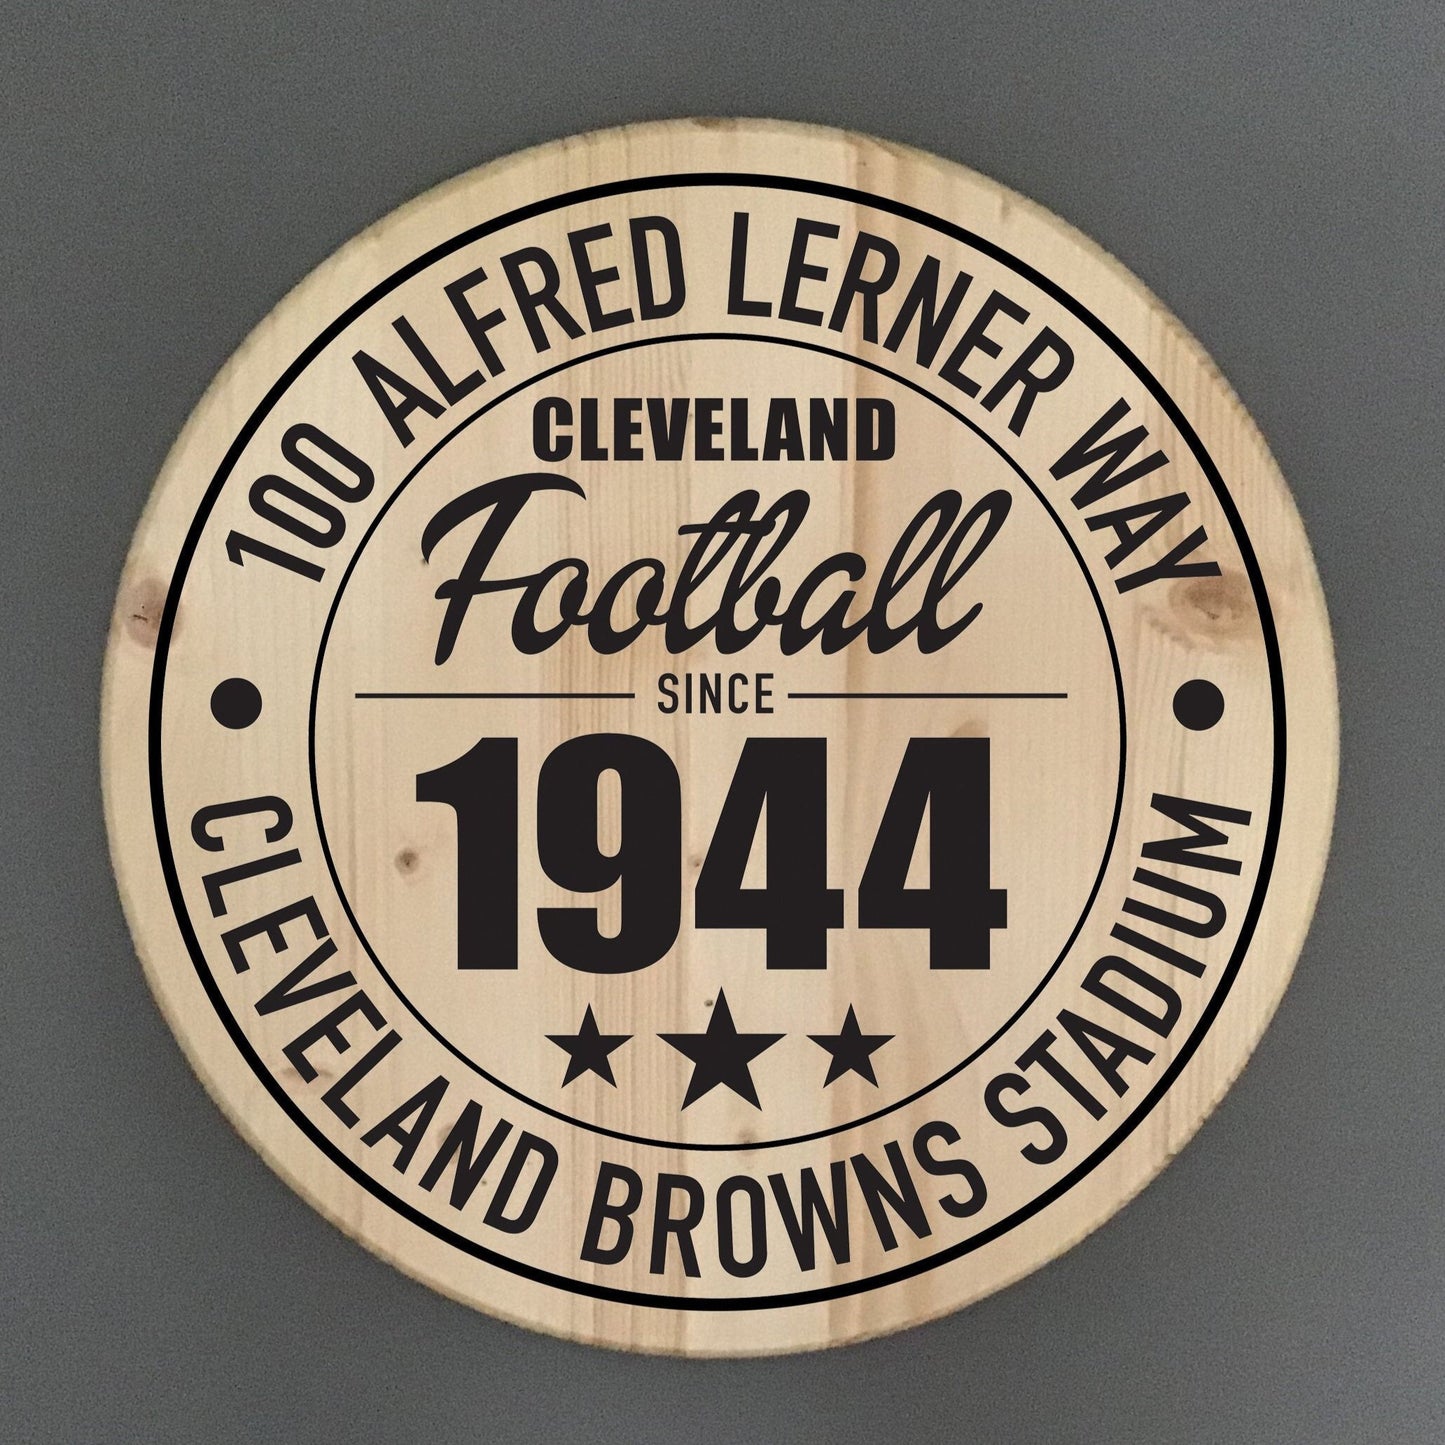 100 ALFRED LERNER WAY
CLEVELAND
Football
SINCE
1944
CLEVELAND BROWNS STADIUM